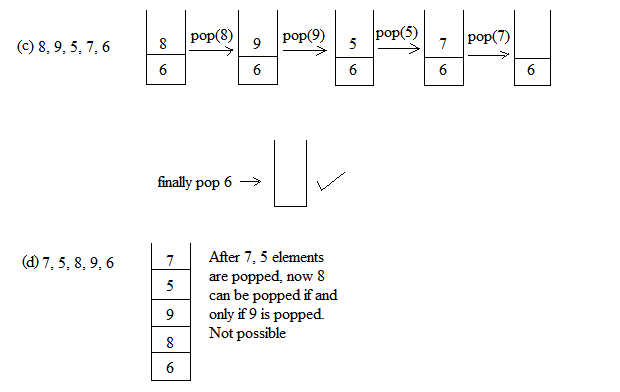 (c) 8, 9, 5, 7, 6
8 pop(8) 9 pop(9) 5 pop(5) 7 pop(7)
6 6 6 6 6
finally pop 6
(d) 7, 5, 8, 9, 6
7
5
9
8
6
After 7, 5 elements
are popped, now 8
can be popped if and
only if 9 is popped.
Not possible